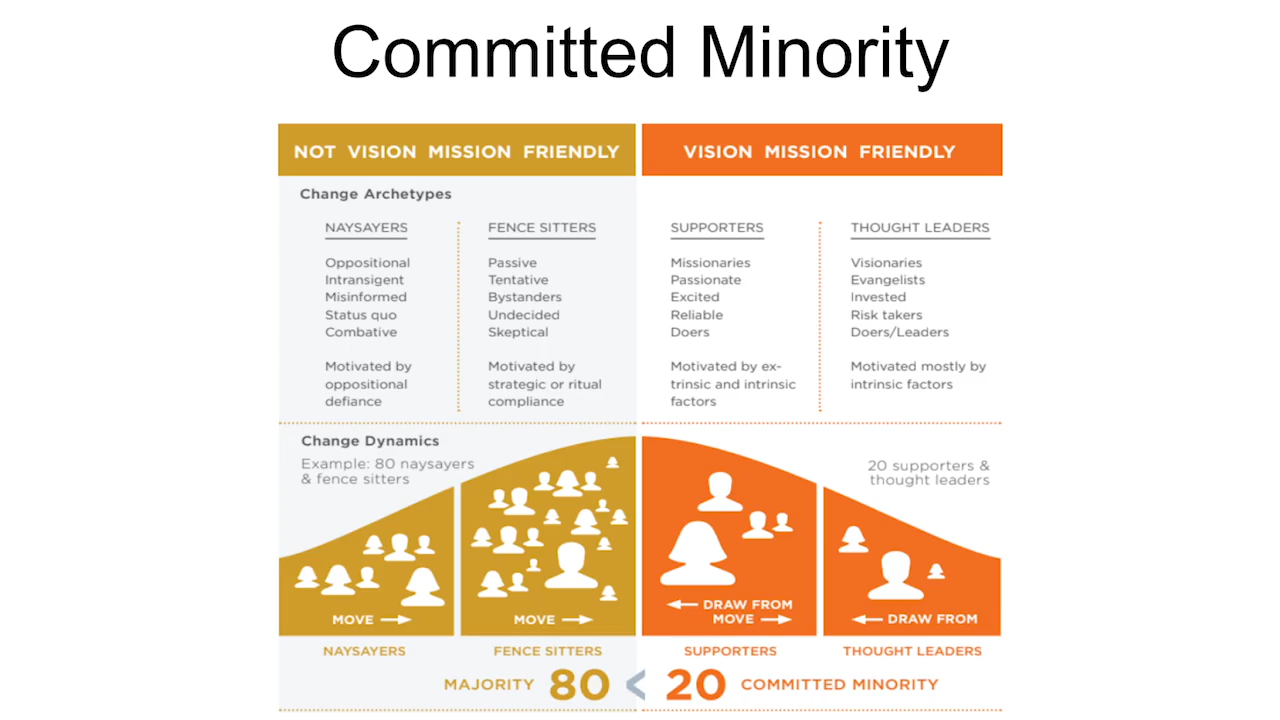 Committed Minority
NOT VISION MISSION FRIENDLY
VISION MISSION FRIENDLY
Change Archetypes
NAYSAYERS
Oppositional
Intransigent
Misinformed
Status quo
Combative
Motivated by
oppositional
defiance
FENCE SITTERS
Passive
Tentative
Bystanders
Undecided
Skeptical
Motivated by
strategic or ritual
compliance
SUPPORTERS
Missionaries
Passionate
Excited
Reliable
Doers
Motivated by ex-
trinsic and intrinsic
factors
THOUGHT LEADERS
Visionaries
Evangelists
Invested
Risk takers
Doers/Leaders
Motivated mostly by
intrinsic factors
Change Dynamics
Example: 80 naysayers
& fence sitters
20 supporters &
thought leaders
MOVE →
MOVE →
← DRAW FROM
MOVE →
← DRAW FROM
NAYSAYERS
FENCE SITTERS
SUPPORTERS
THOUGHT LEADERS
MAJORITY 80 < 20 COMMITTED MINORITY